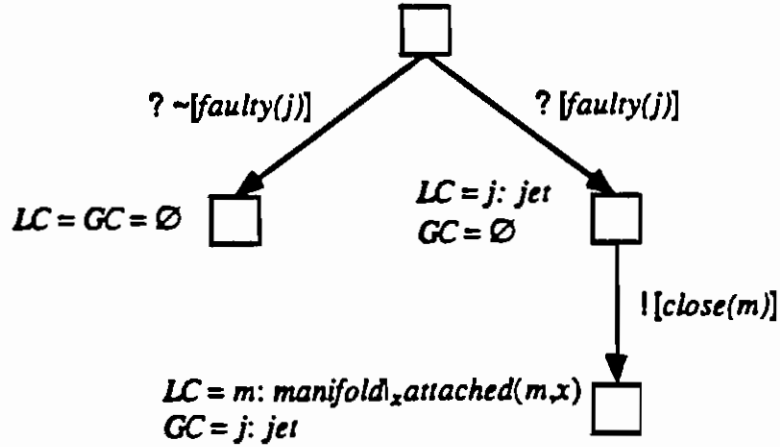 ? ~[faulty(j)]
? [faulty(j)]
LC = GC = ∅
LC = j: jet
GC = ∅
! [close(m)]
LC = m: manifold|ₓattached(m,x)
GC = j: jet